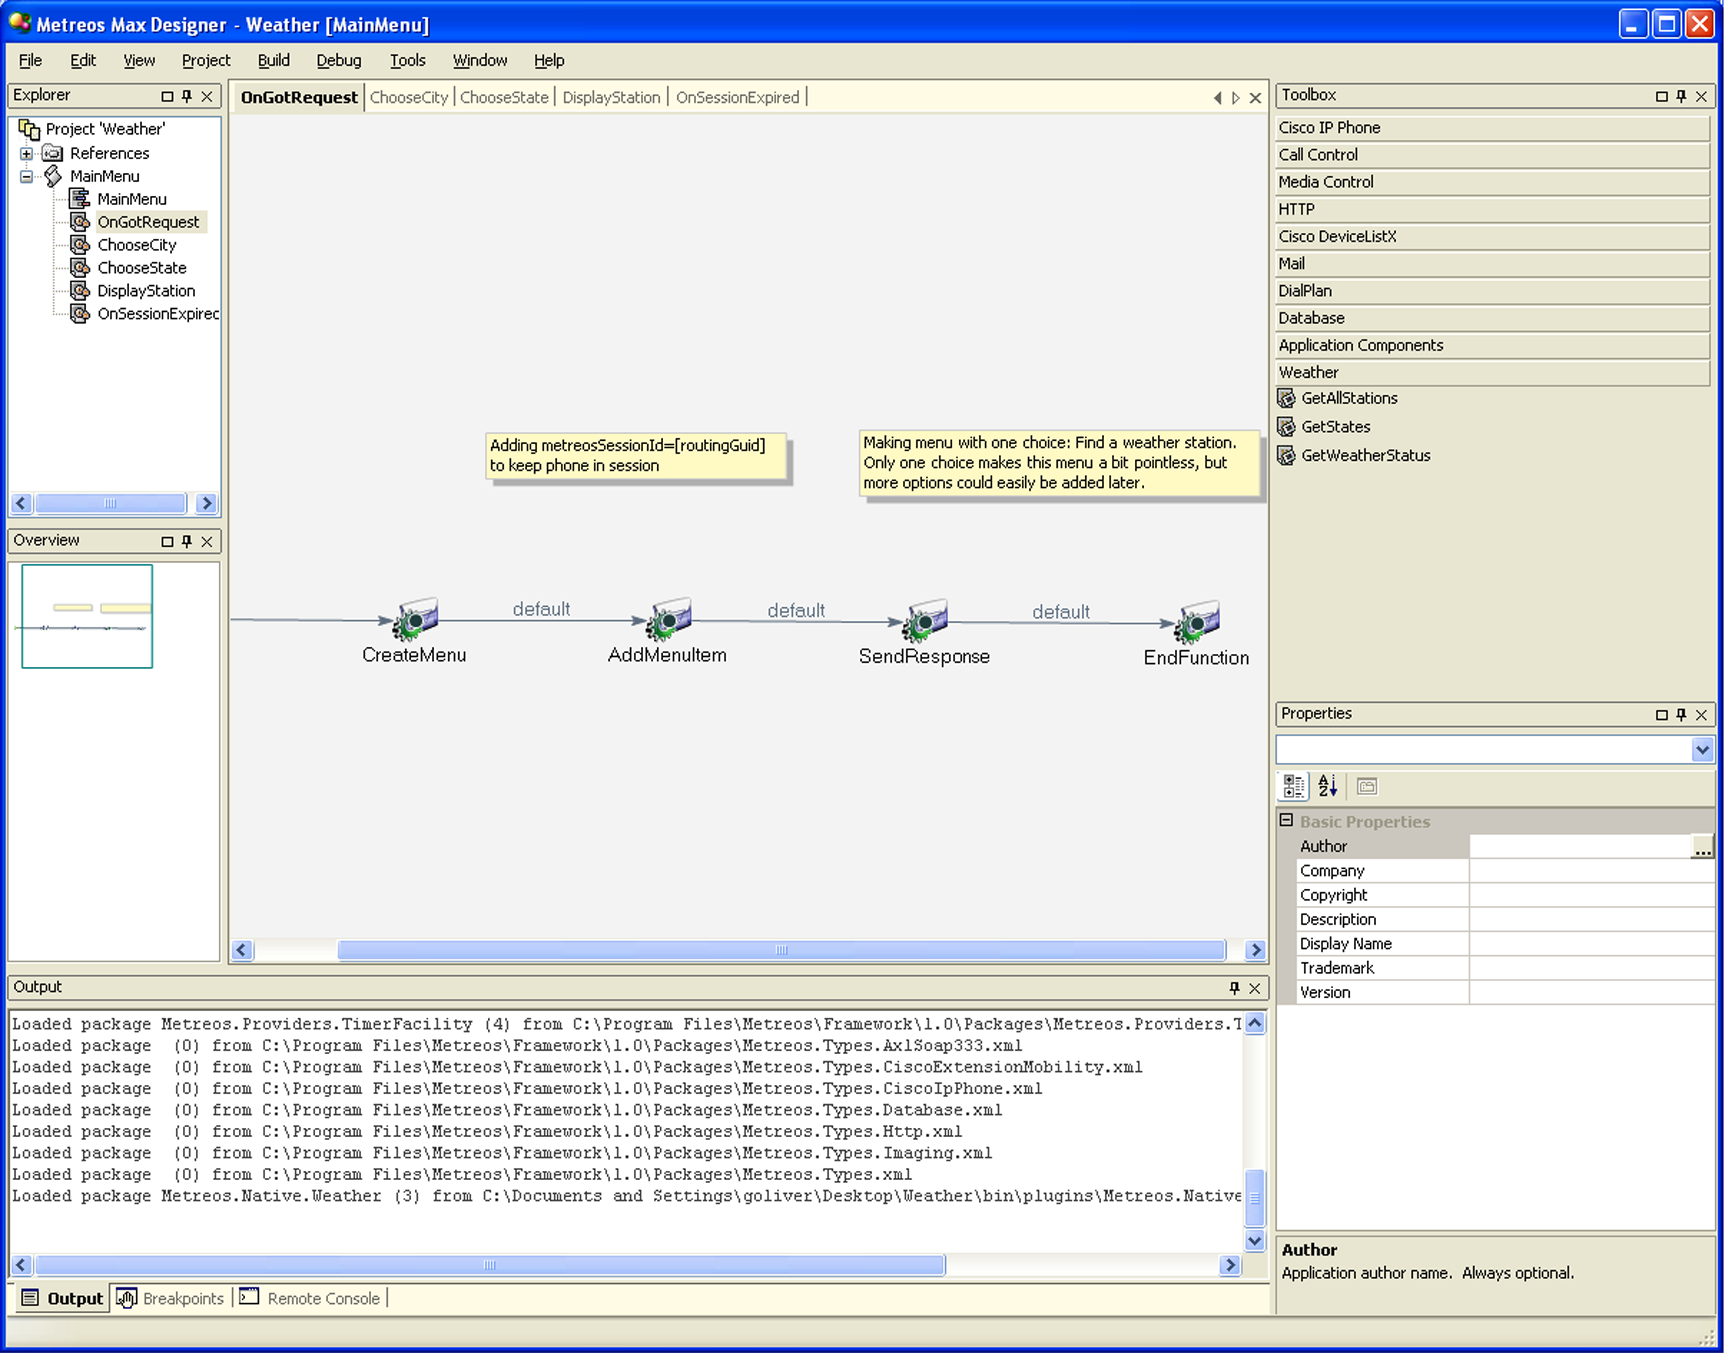 Metreos Max Designer - Weather [MainMenu]
File Edit View Project Build Debug Tools Window Help
Explorer
Project 'Weather'
References
MainMenu
MainMenu
OnGotRequest
ChooseCity
ChooseState
DisplayStation
OnSessionExpired
Overview
OnGotRequest ChooseCity ChooseState DisplayStation OnSessionExpired
Adding metreosSessionId=[routingGuid]
to keep phone in session
Making menu with one choice: Find a weather station.
Only one choice makes this menu a bit pointless, but
more options could easily be added later.
default default default
CreateMenu AddMenuItem SendResponse EndFunction
Toolbox
Cisco IP Phone
Call Control
Media Control
HTTP
Cisco DeviceListX
Mail
DialPlan
Database
Application Components
Weather
GetAllStations
GetStates
GetWeatherStatus
Properties
Basic Properties
Author
...
Company
Copyright
Description
Display Name
Trademark
Version
Author
Application author name. Always optional.
Output
Loaded package Metreos.Providers.TimerFacility (4) from C:\Program Files\Metreos\Framework\1.0\Packages\Metreos.Providers.T
Loaded package (0) from C:\Program Files\Metreos\Framework\1.0\Packages\Metreos.Types.AxlSoap333.xml
Loaded package (0) from C:\Program Files\Metreos\Framework\1.0\Packages\Metreos.Types.CiscoExtensionMobility.xml
Loaded package (0) from C:\Program Files\Metreos\Framework\1.0\Packages\Metreos.Types.CiscoIpPhone.xml
Loaded package (0) from C:\Program Files\Metreos\Framework\1.0\Packages\Metreos.Types.Database.xml
Loaded package (0) from C:\Program Files\Metreos\Framework\1.0\Packages\Metreos.Types.Http.xml
Loaded package (0) from C:\Program Files\Metreos\Framework\1.0\Packages\Metreos.Types.Imaging.xml
Loaded package (0) from C:\Program Files\Metreos\Framework\1.0\Packages\Metreos.Types.xml
Loaded package Metreos.Native.Weather (3) from C:\Documents and Settings\goliver\Desktop\Weather\bin\plugins\Metreos.Native
Output Breakpoints Remote Console